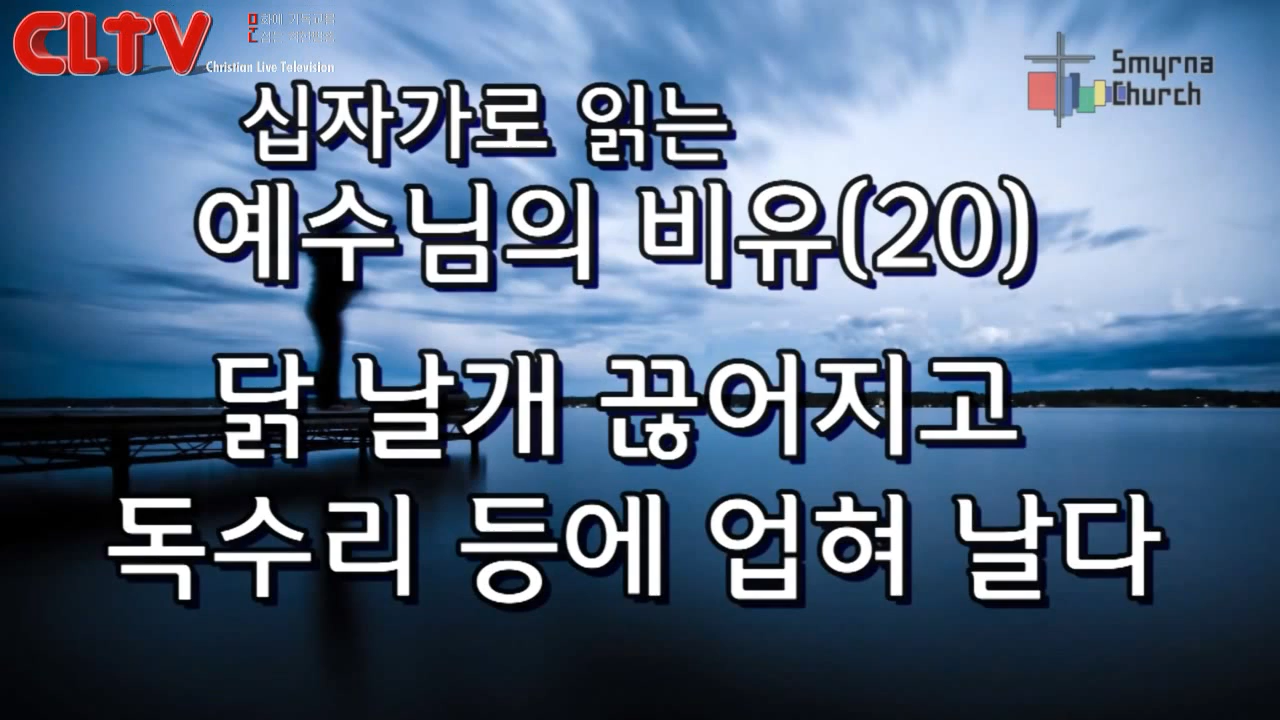 CLTV
Christian Live Television
Smyrna
Church
십자가로 읽는
예수님의 비유(20)
닭 날개 끊어지고
독수리 등에 업혀 날다